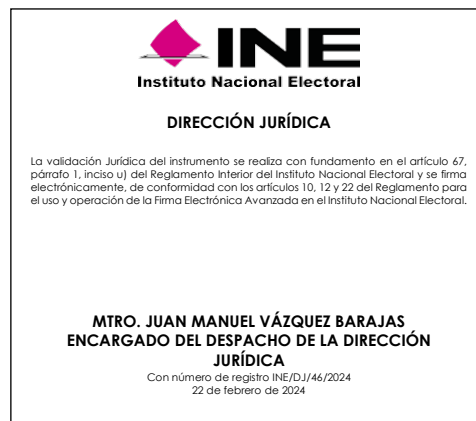 INE
Instituto Nacional Electoral
DIRECCIÓN JURÍDICA
La validación Jurídica del instrumento se realiza con fundamento en el artículo 67,
párrafo 1, inciso u) del Reglamento Interior del Instituto Nacional Electoral y se firma
electrónicamente, de conformidad con los artículos 10, 12 y 22 del Reglamento para
el uso y operación de la Firma Electrónica Avanzada en el Instituto Nacional Electoral.
MTRO. JUAN MANUEL VÁZQUEZ BARAJAS
ENCARGADO DEL DESPACHO DE LA DIRECCIÓN
JURÍDICA
Con número de registro INE/DJ/46/2024
22 de febrero de 2024